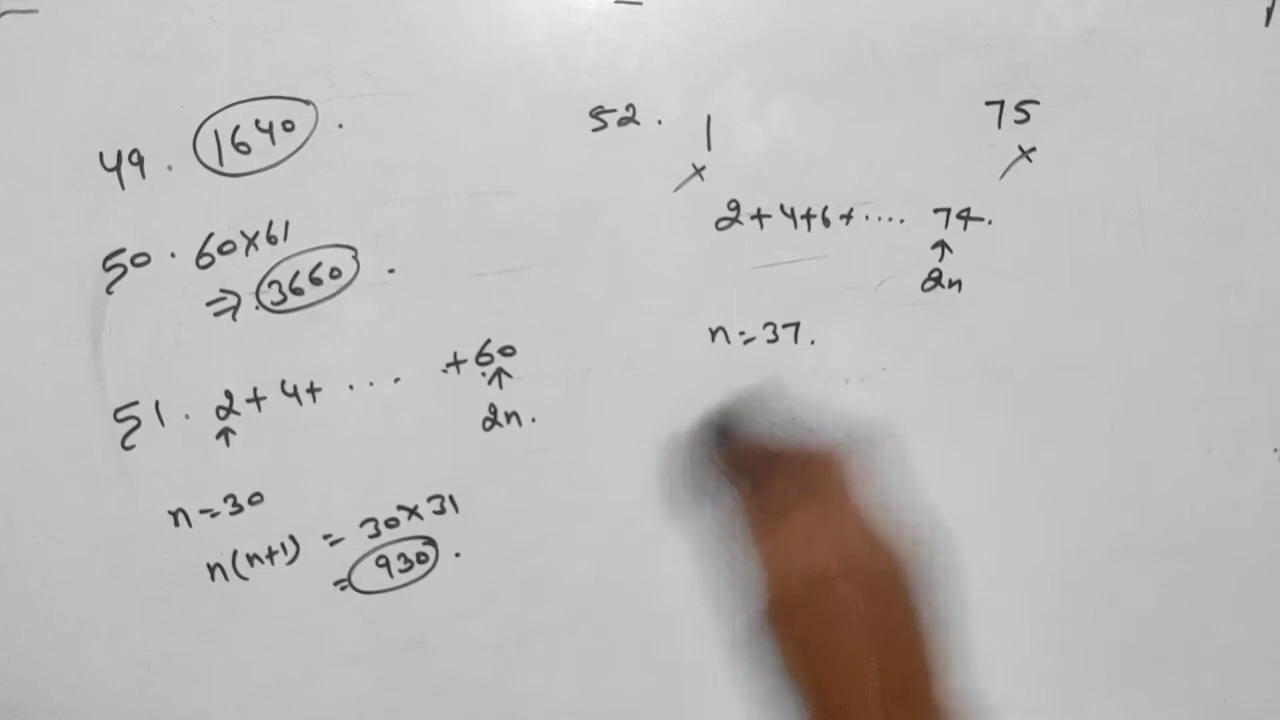 49. 1640.
50. 60×61
⇒ 3660.
51. 2+4+ ... +60
↑ ↑
2n.
n=30
n(n+1) = 30×31
= 930.
52. 1 75
× ×
2+4+6+.... 74.
↑
2n
n=37.